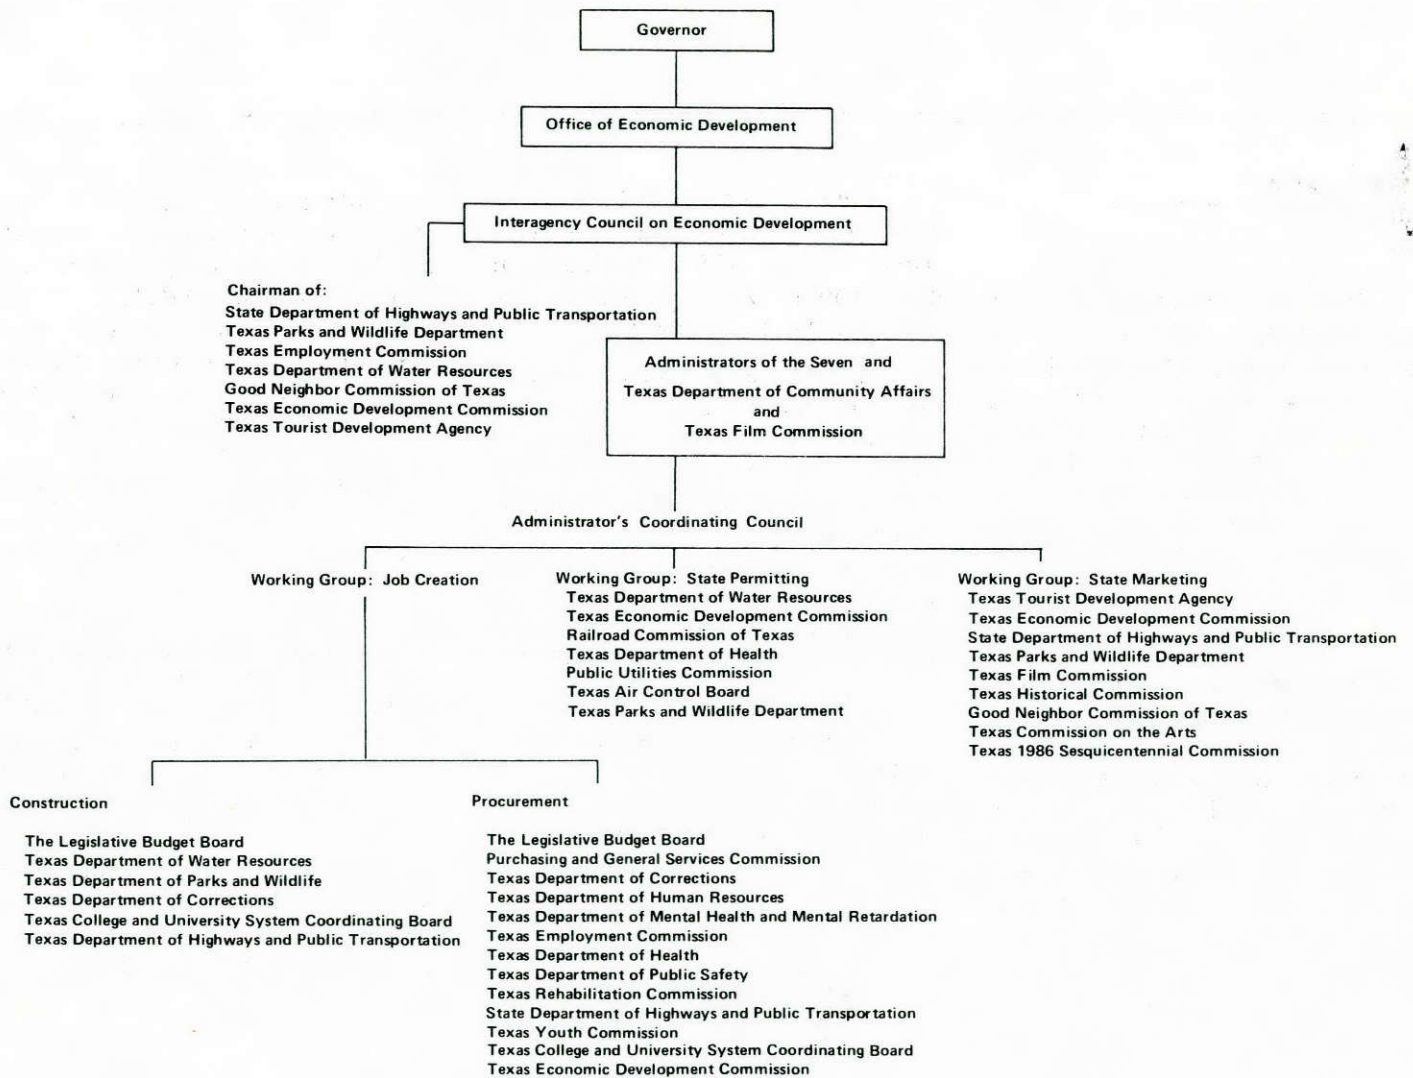 Governor
Office of Economic Development
Interagency Council on Economic Development
Chairman of:
State Department of Highways and Public Transportation
Texas Parks and Wildlife Department
Texas Employment Commission
Texas Department of Water Resources
Good Neighbor Commission of Texas
Texas Economic Development Commission
Texas Tourist Development Agency
Administrators of the Seven and
Texas Department of Community Affairs
and
Texas Film Commission
Administrator's Coordinating Council
Working Group: Job Creation
Working Group: State Permitting
Texas Department of Water Resources
Texas Economic Development Commission
Railroad Commission of Texas
Texas Department of Health
Public Utilities Commission
Texas Air Control Board
Texas Parks and Wildlife Department
Working Group: State Marketing
Texas Tourist Development Agency
Texas Economic Development Commission
State Department of Highways and Public Transportation
Texas Parks and Wildlife Department
Texas Film Commission
Texas Historical Commission
Good Neighbor Commission of Texas
Texas Commission on the Arts
Texas 1986 Sesquicentennial Commission
Construction
The Legislative Budget Board
Texas Department of Water Resources
Texas Department of Parks and Wildlife
Texas Department of Corrections
Texas College and University System Coordinating Board
Texas Department of Highways and Public Transportation
Procurement
The Legislative Budget Board
Purchasing and General Services Commission
Texas Department of Corrections
Texas Department of Human Resources
Texas Department of Mental Health and Mental Retardation
Texas Employment Commission
Texas Department of Health
Texas Department of Public Safety
Texas Rehabilitation Commission
State Department of Highways and Public Transportation
Texas Youth Commission
Texas College and University System Coordinating Board
Texas Economic Development Commission